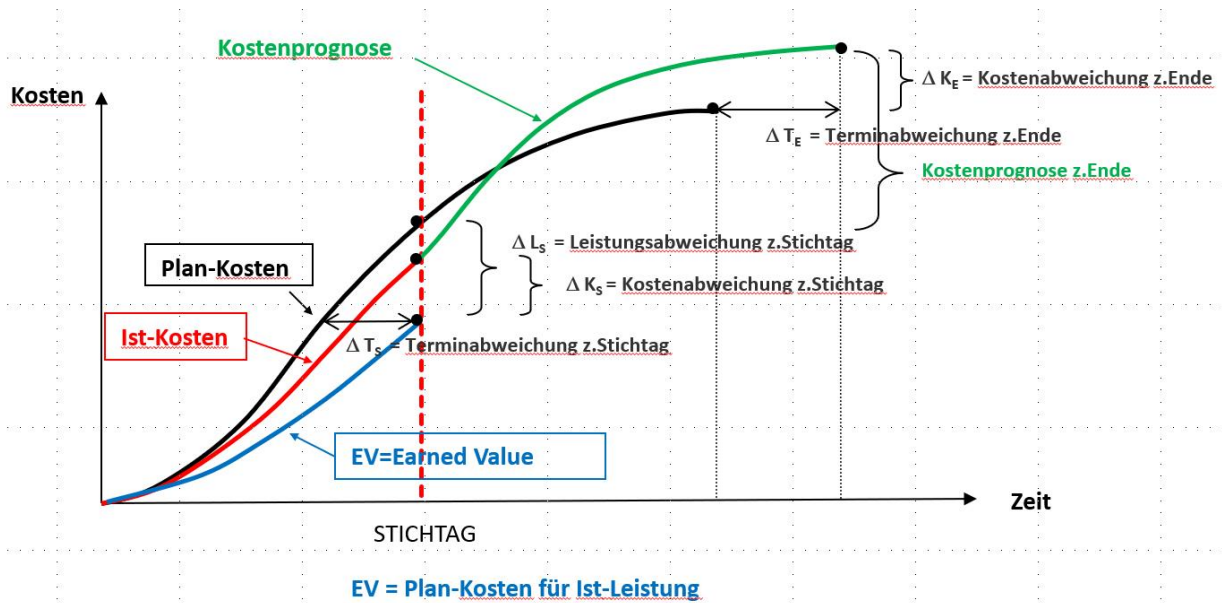 Kostenprognose
Kosten
Δ K_E = Kostenabweichung z.Ende
Δ T_E = Terminabweichung z.Ende
Kostenprognose z.Ende
Δ L_S = Leistungsabweichung z.Stichtag
Plan-Kosten
Δ K_S = Kostenabweichung z.Stichtag
Ist-Kosten
Δ T_S = Terminabweichung z.Stichtag
EV=Earned Value
Zeit
STICHTAG
EV = Plan-Kosten für Ist-Leistung